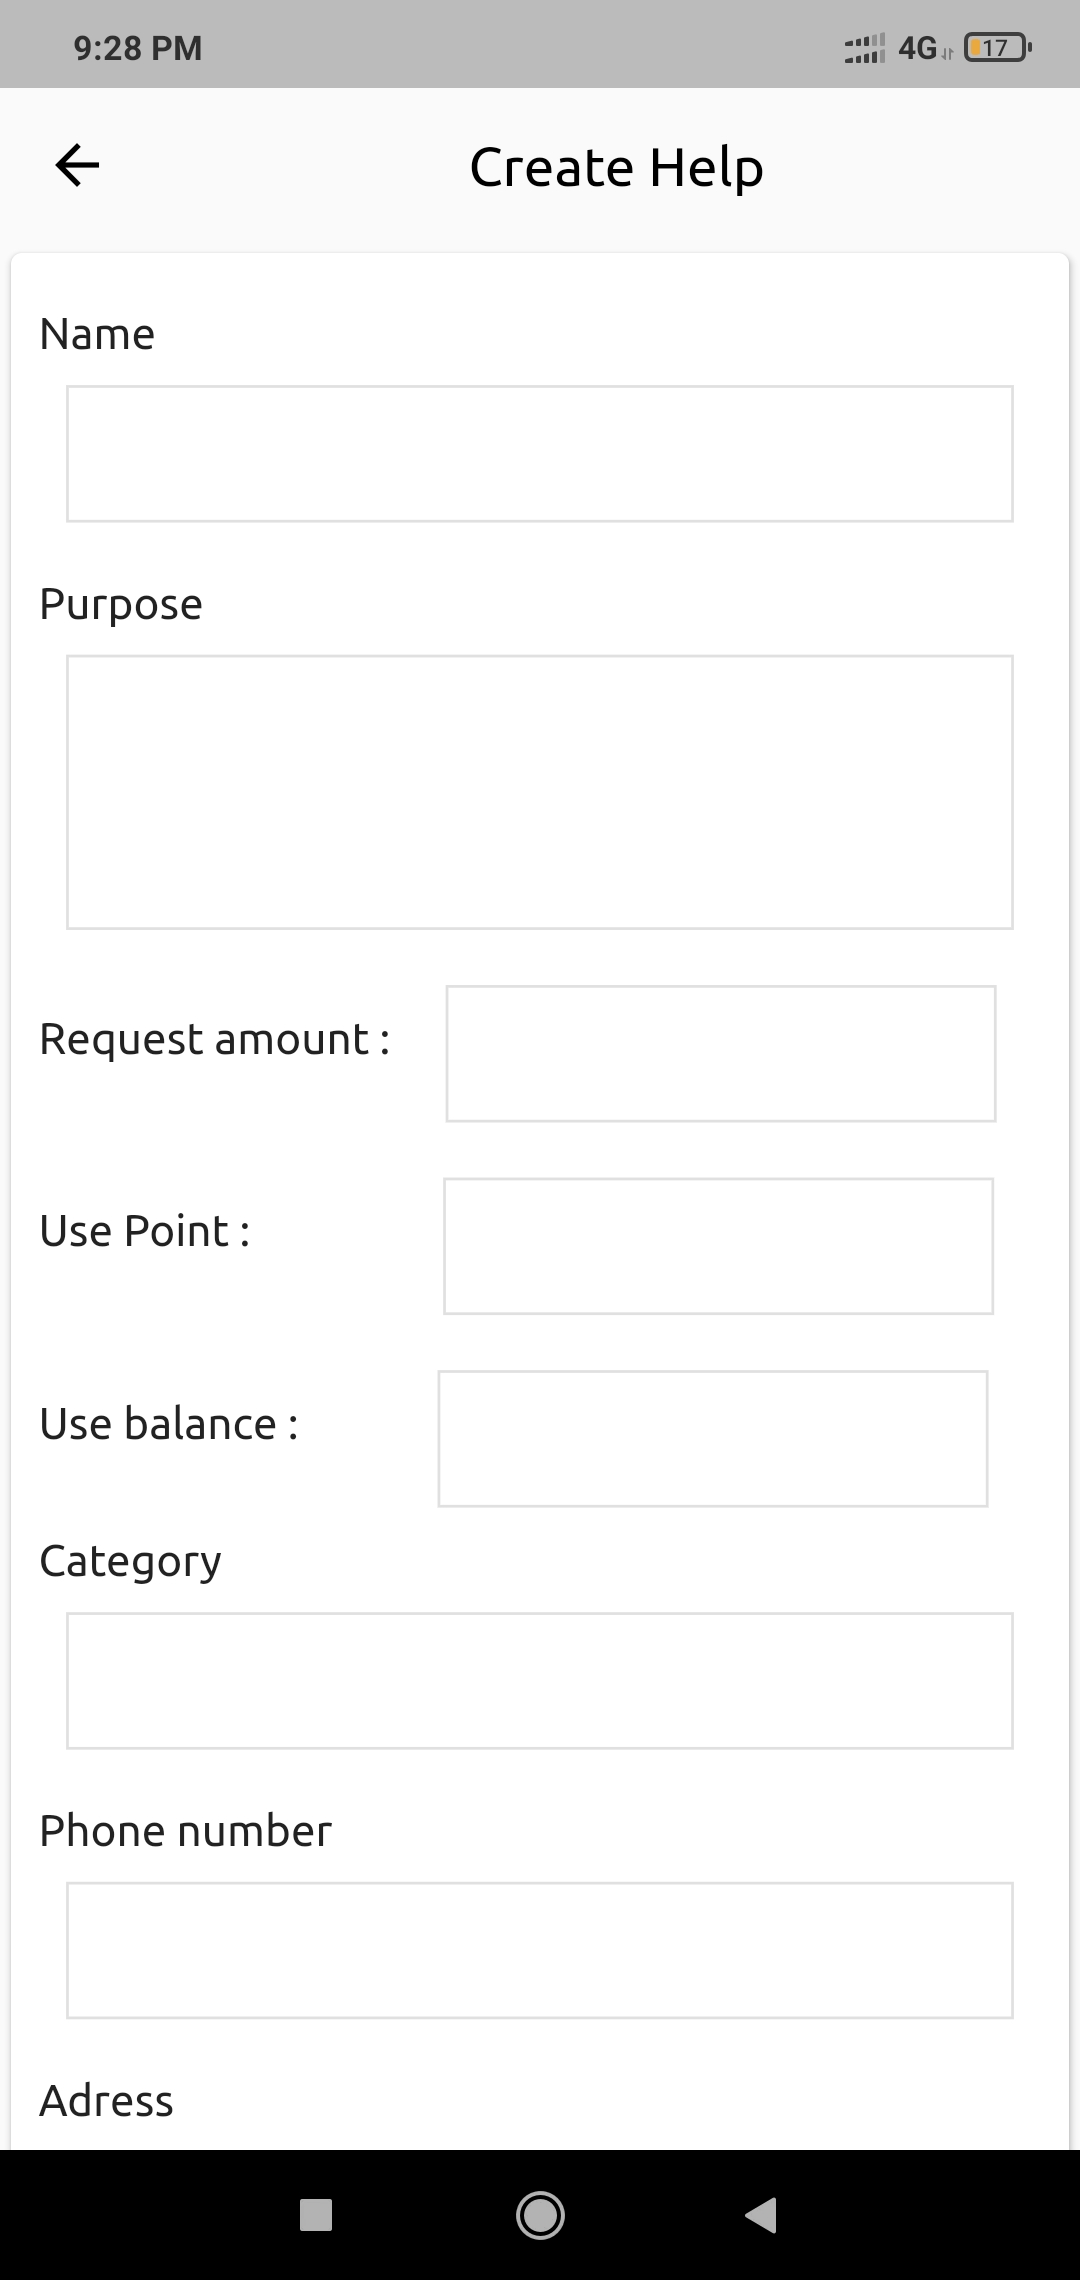 9:28 PM 4G 17
Create Help
Name
Purpose
Request amount :
Use Point :
Use balance :
Category
Phone number
Adress